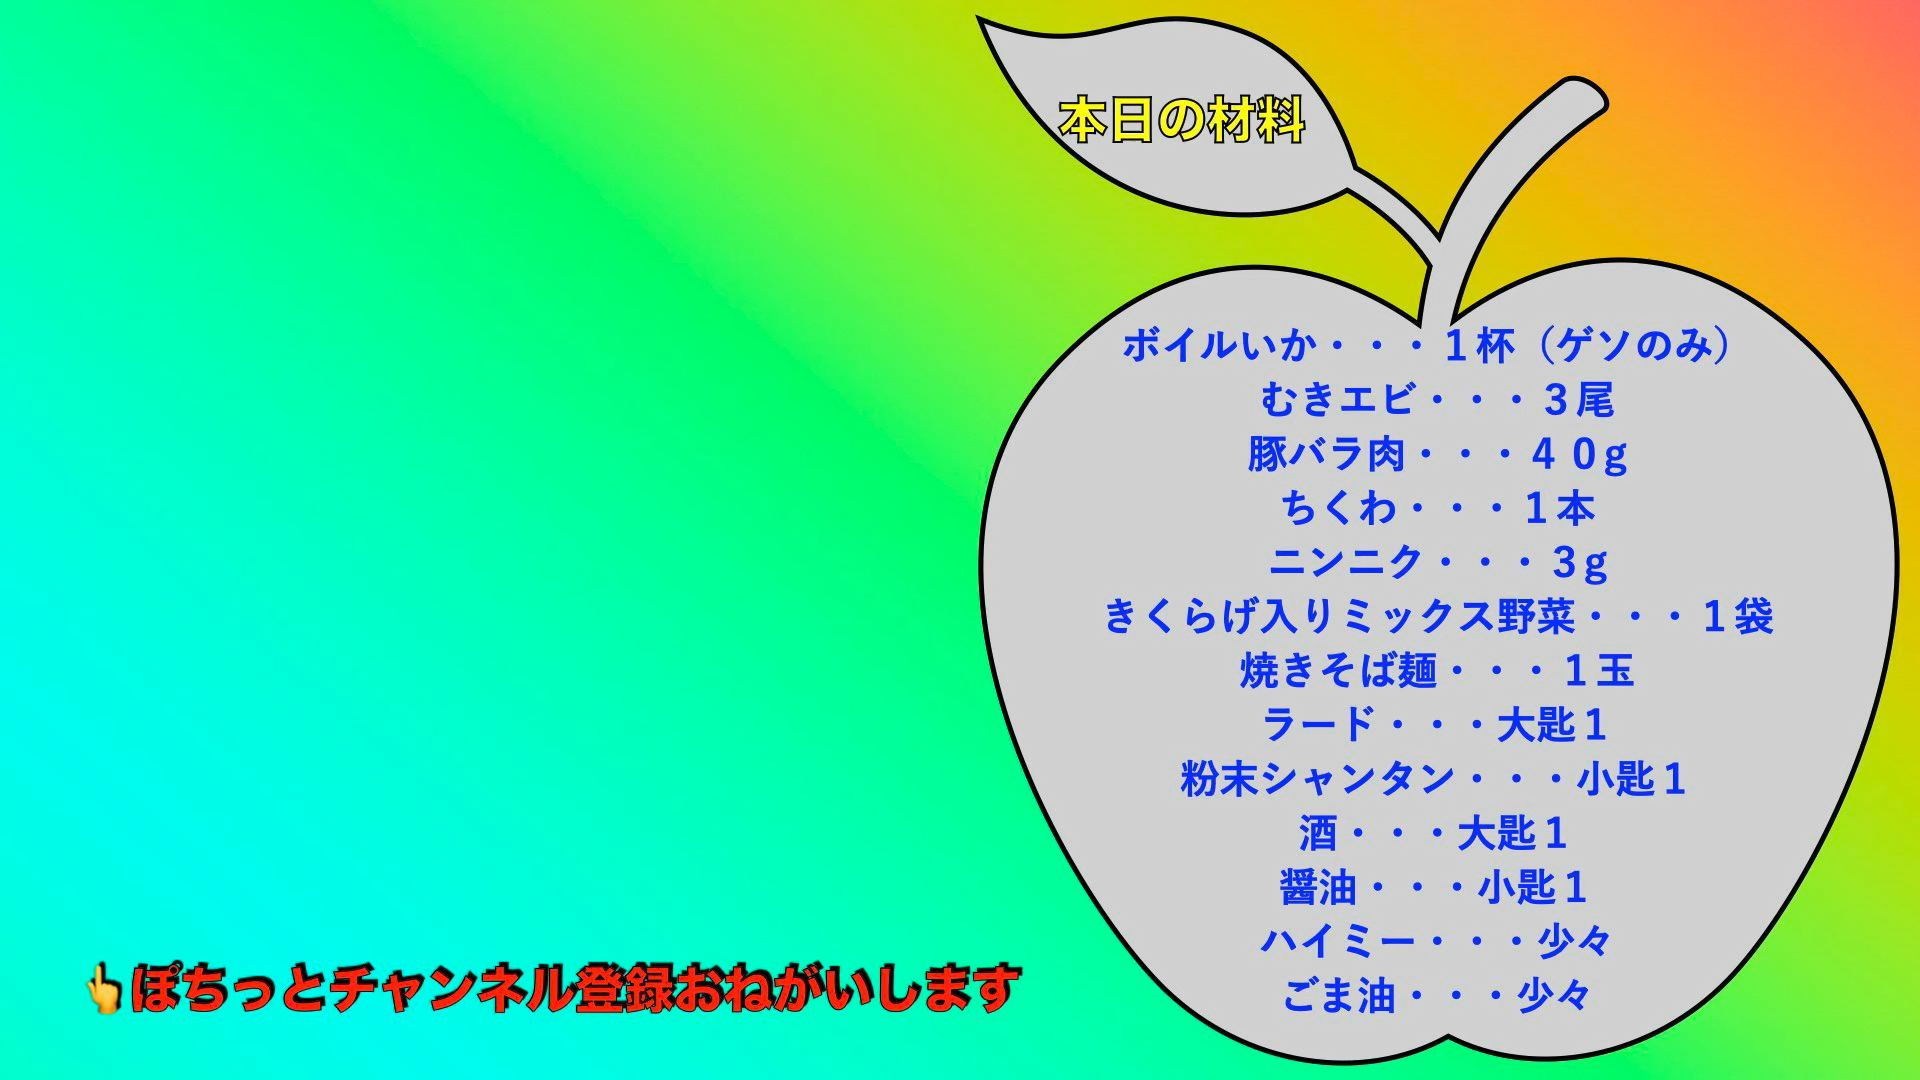 本日の材料
ボイルいか・・・１杯（ゲソのみ）
むきエビ・・・３尾
豚バラ肉・・・４０g
ちくわ・・・１本
ニンニク・・・３g
きくらげ入りミックス野菜・・・１袋
焼きそば麺・・・１玉
ラード・・・大匙１
粉末シャンタン・・・小匙１
酒・・・大匙１
醤油・・・小匙１
ハイミー・・・少々
ごま油・・・少々
👆ぽちっとチャンネル登録おねがいします